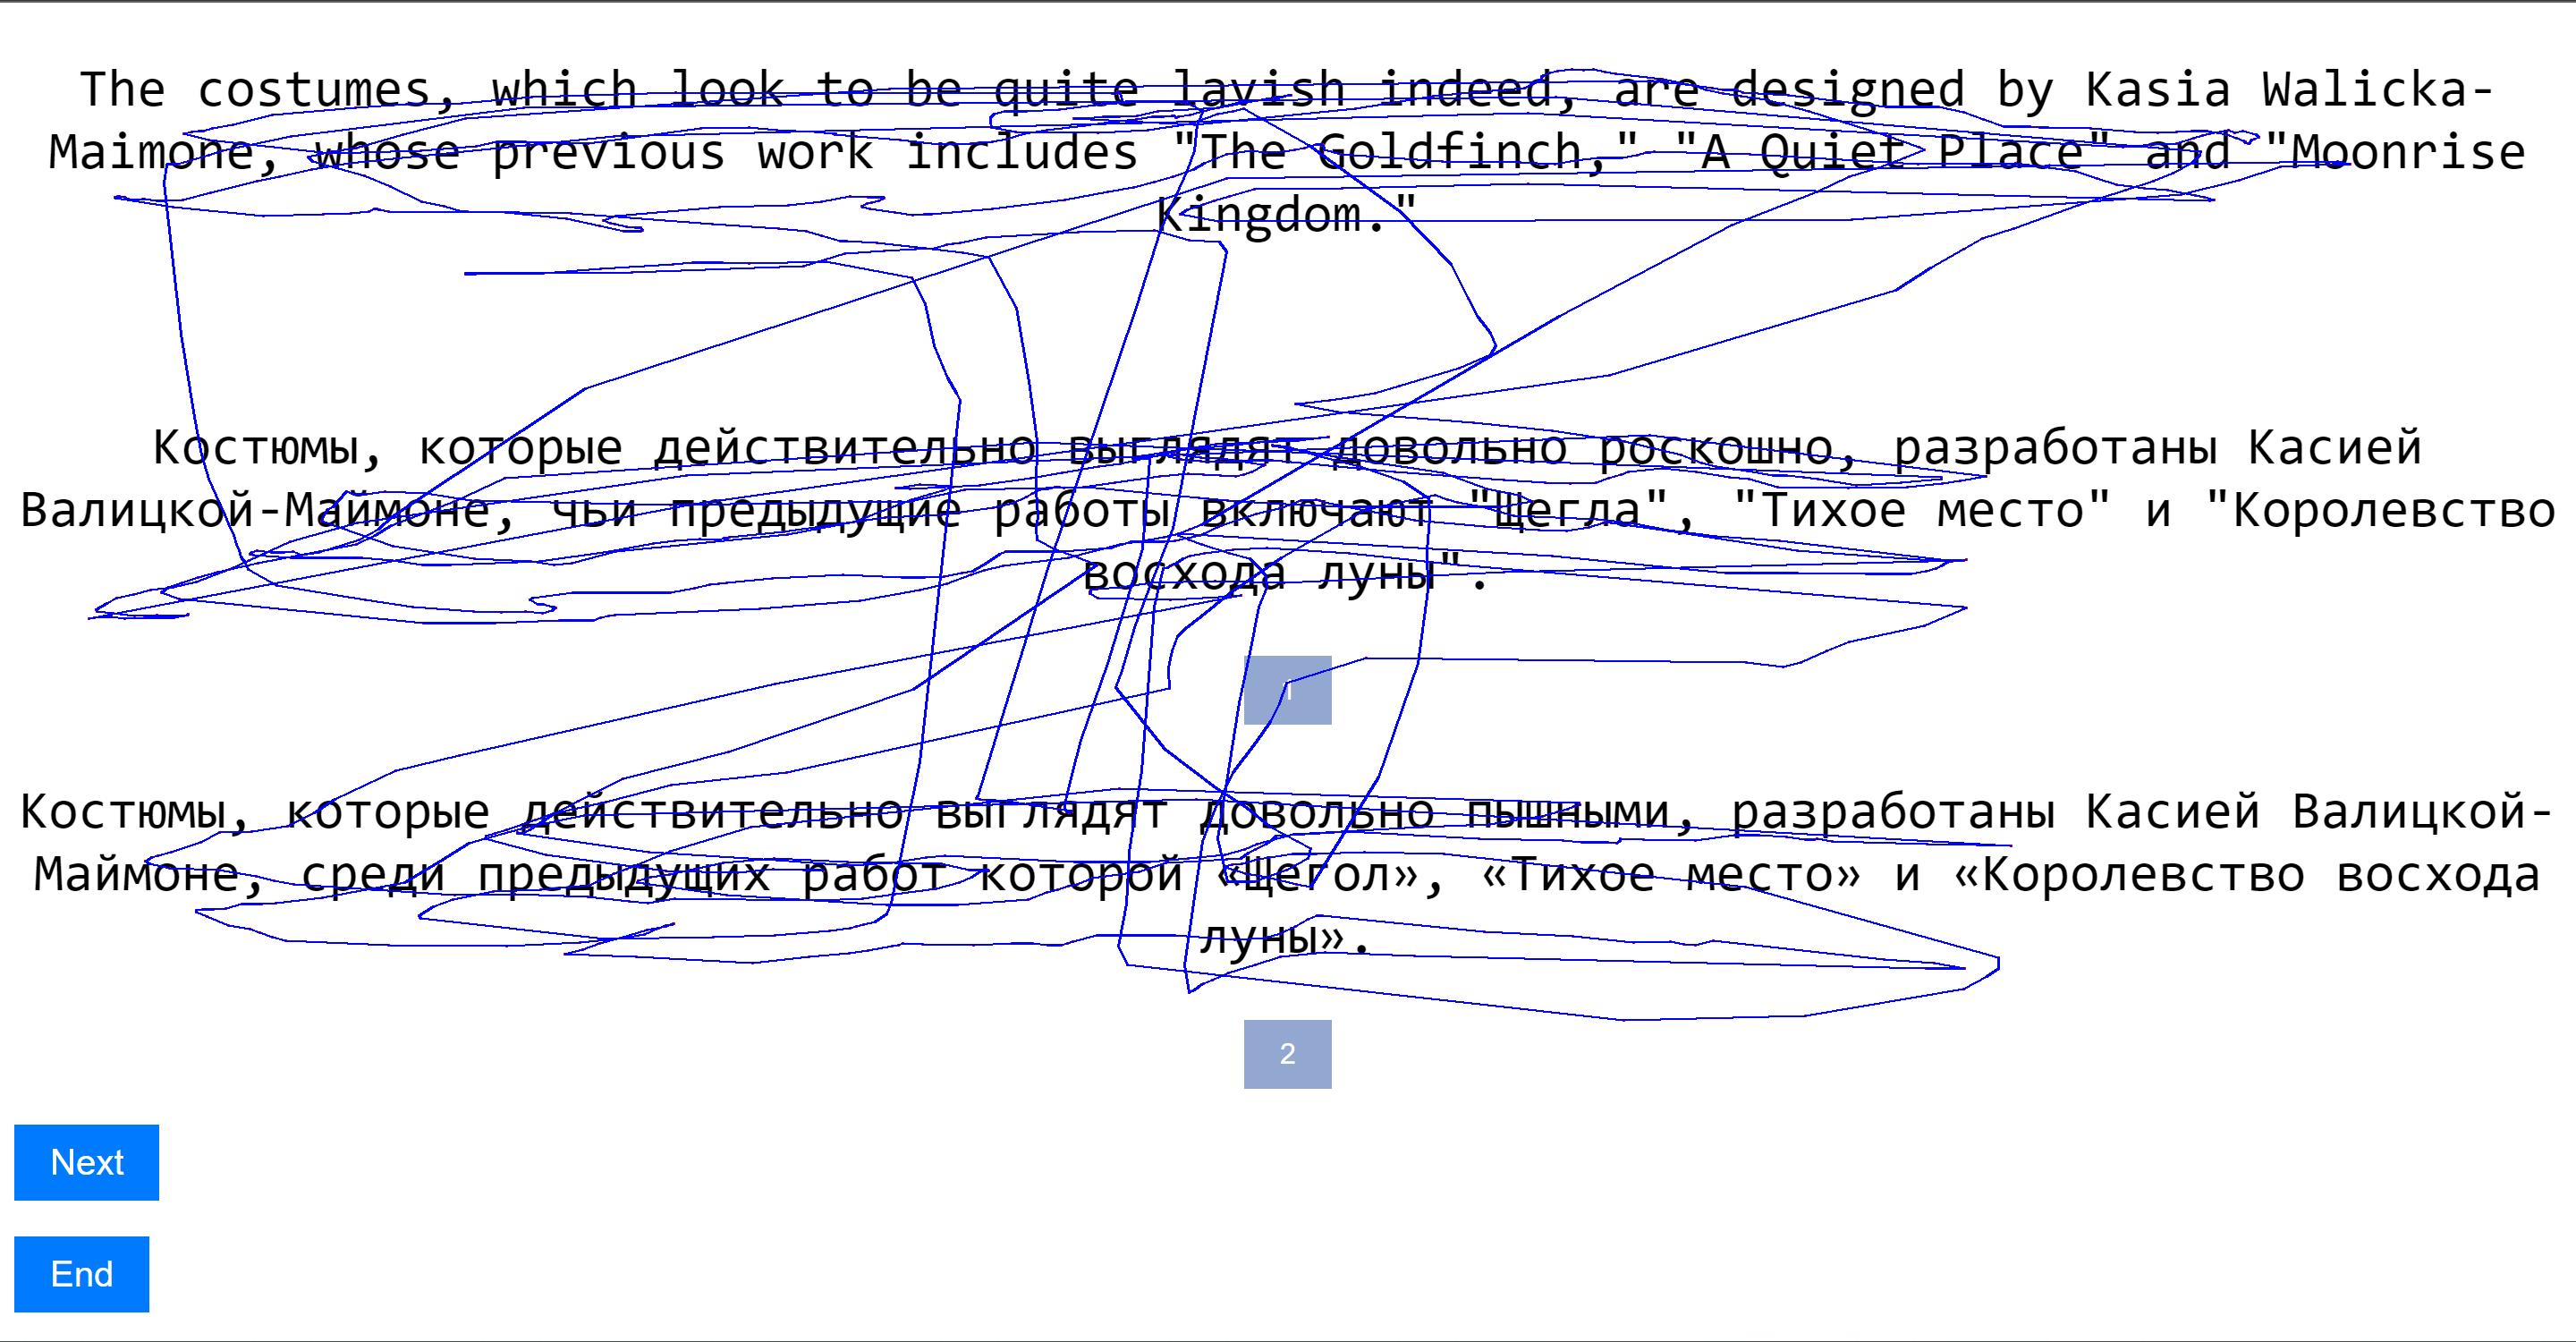 The costumes, which look to be quite lavish indeed, are designed by Kasia Walicka-
Maimone, whose previous work includes "The Goldfinch," "A Quiet Place" and "Moonrise
Kingdom."
Костюмы, которые действительно выглядят довольно роскошно, разработаны Касией
Валицкой-Маймоне, чьи предыдущие работы включают "Щегла", "Тихое место" и "Королевство
восхода луны".
1
Костюмы, которые действительно выглядят довольно пышными, разработаны Касией Валицкой-
Маймоне, среди предыдущих работ которой «Щегол», «Тихое место» и «Королевство восхода
луны».
2
Next
End